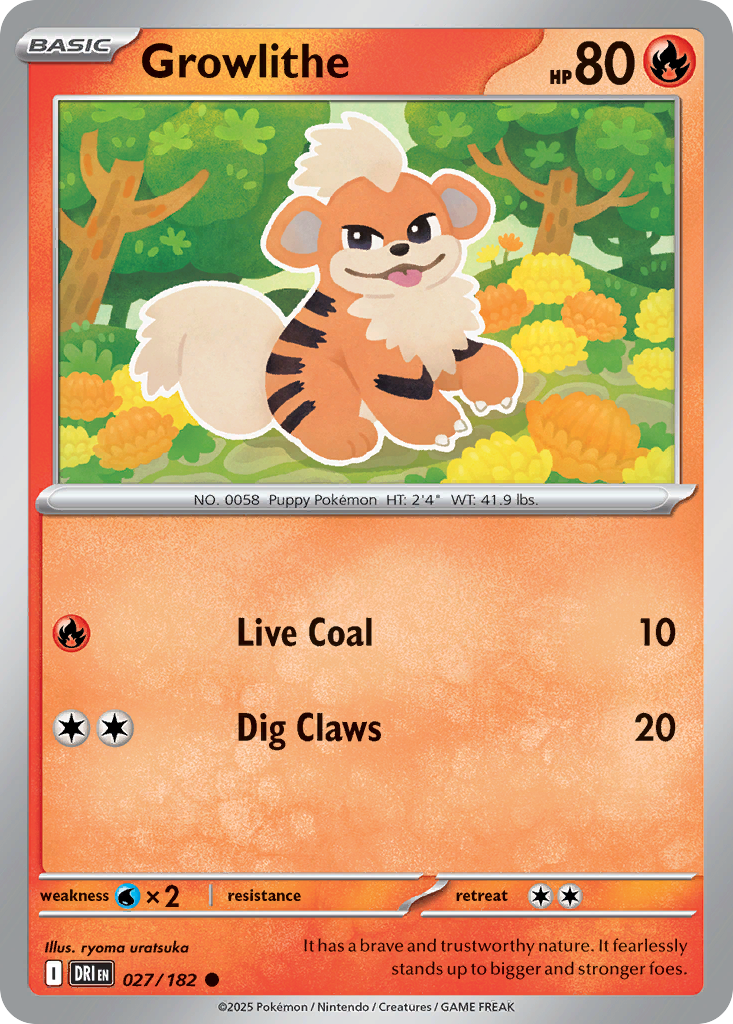 BASIC
Growlithe
HP 80
NO. 0058 Puppy Pokémon HT: 2'4" WT: 41.9 lbs.
Live Coal 10
Dig Claws 20
weakness ×2 resistance retreat
Illus. ryoma uratsuka
It has a brave and trustworthy nature. It fearlessly
stands up to bigger and stronger foes.
I DRI EN 027/182
©2025 Pokémon / Nintendo / Creatures / GAME FREAK